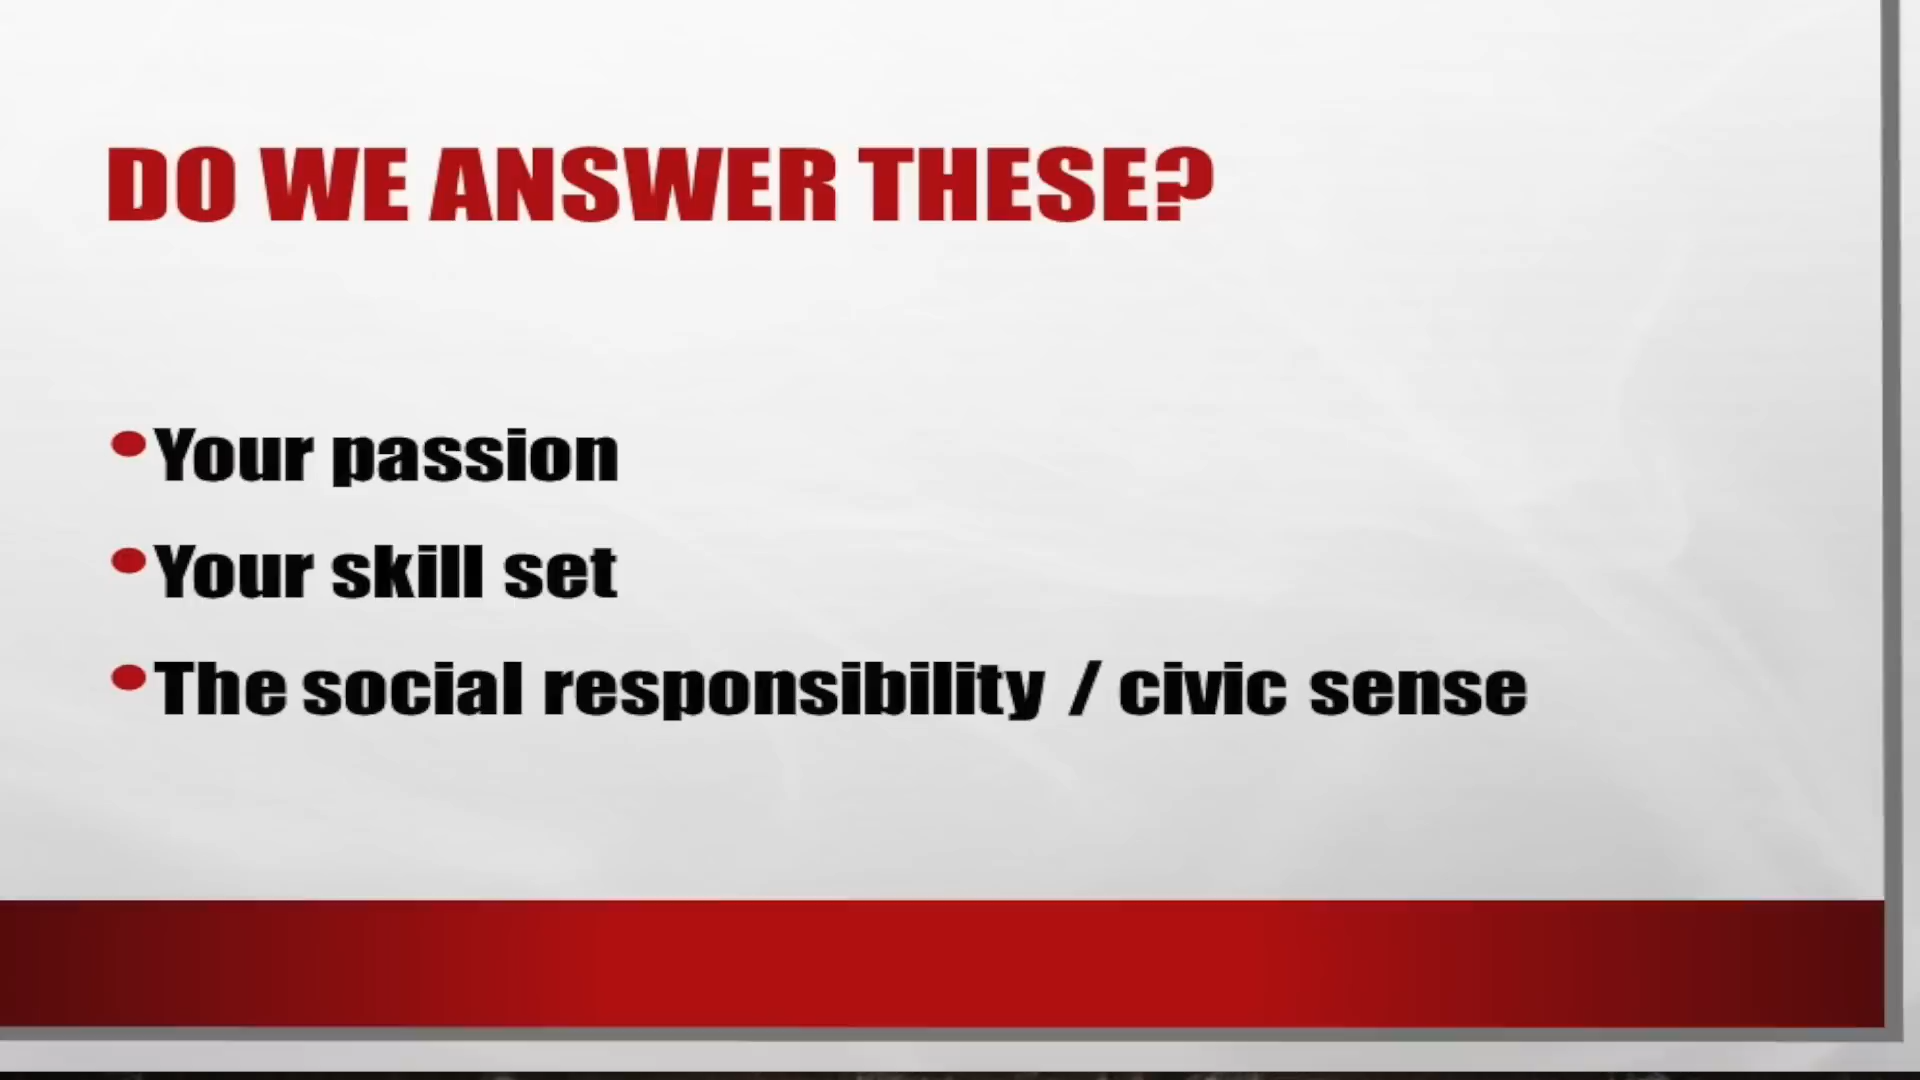 DO WE ANSWER THESE?
•Your passion
•Your skill set
•The social responsibility / civic sense